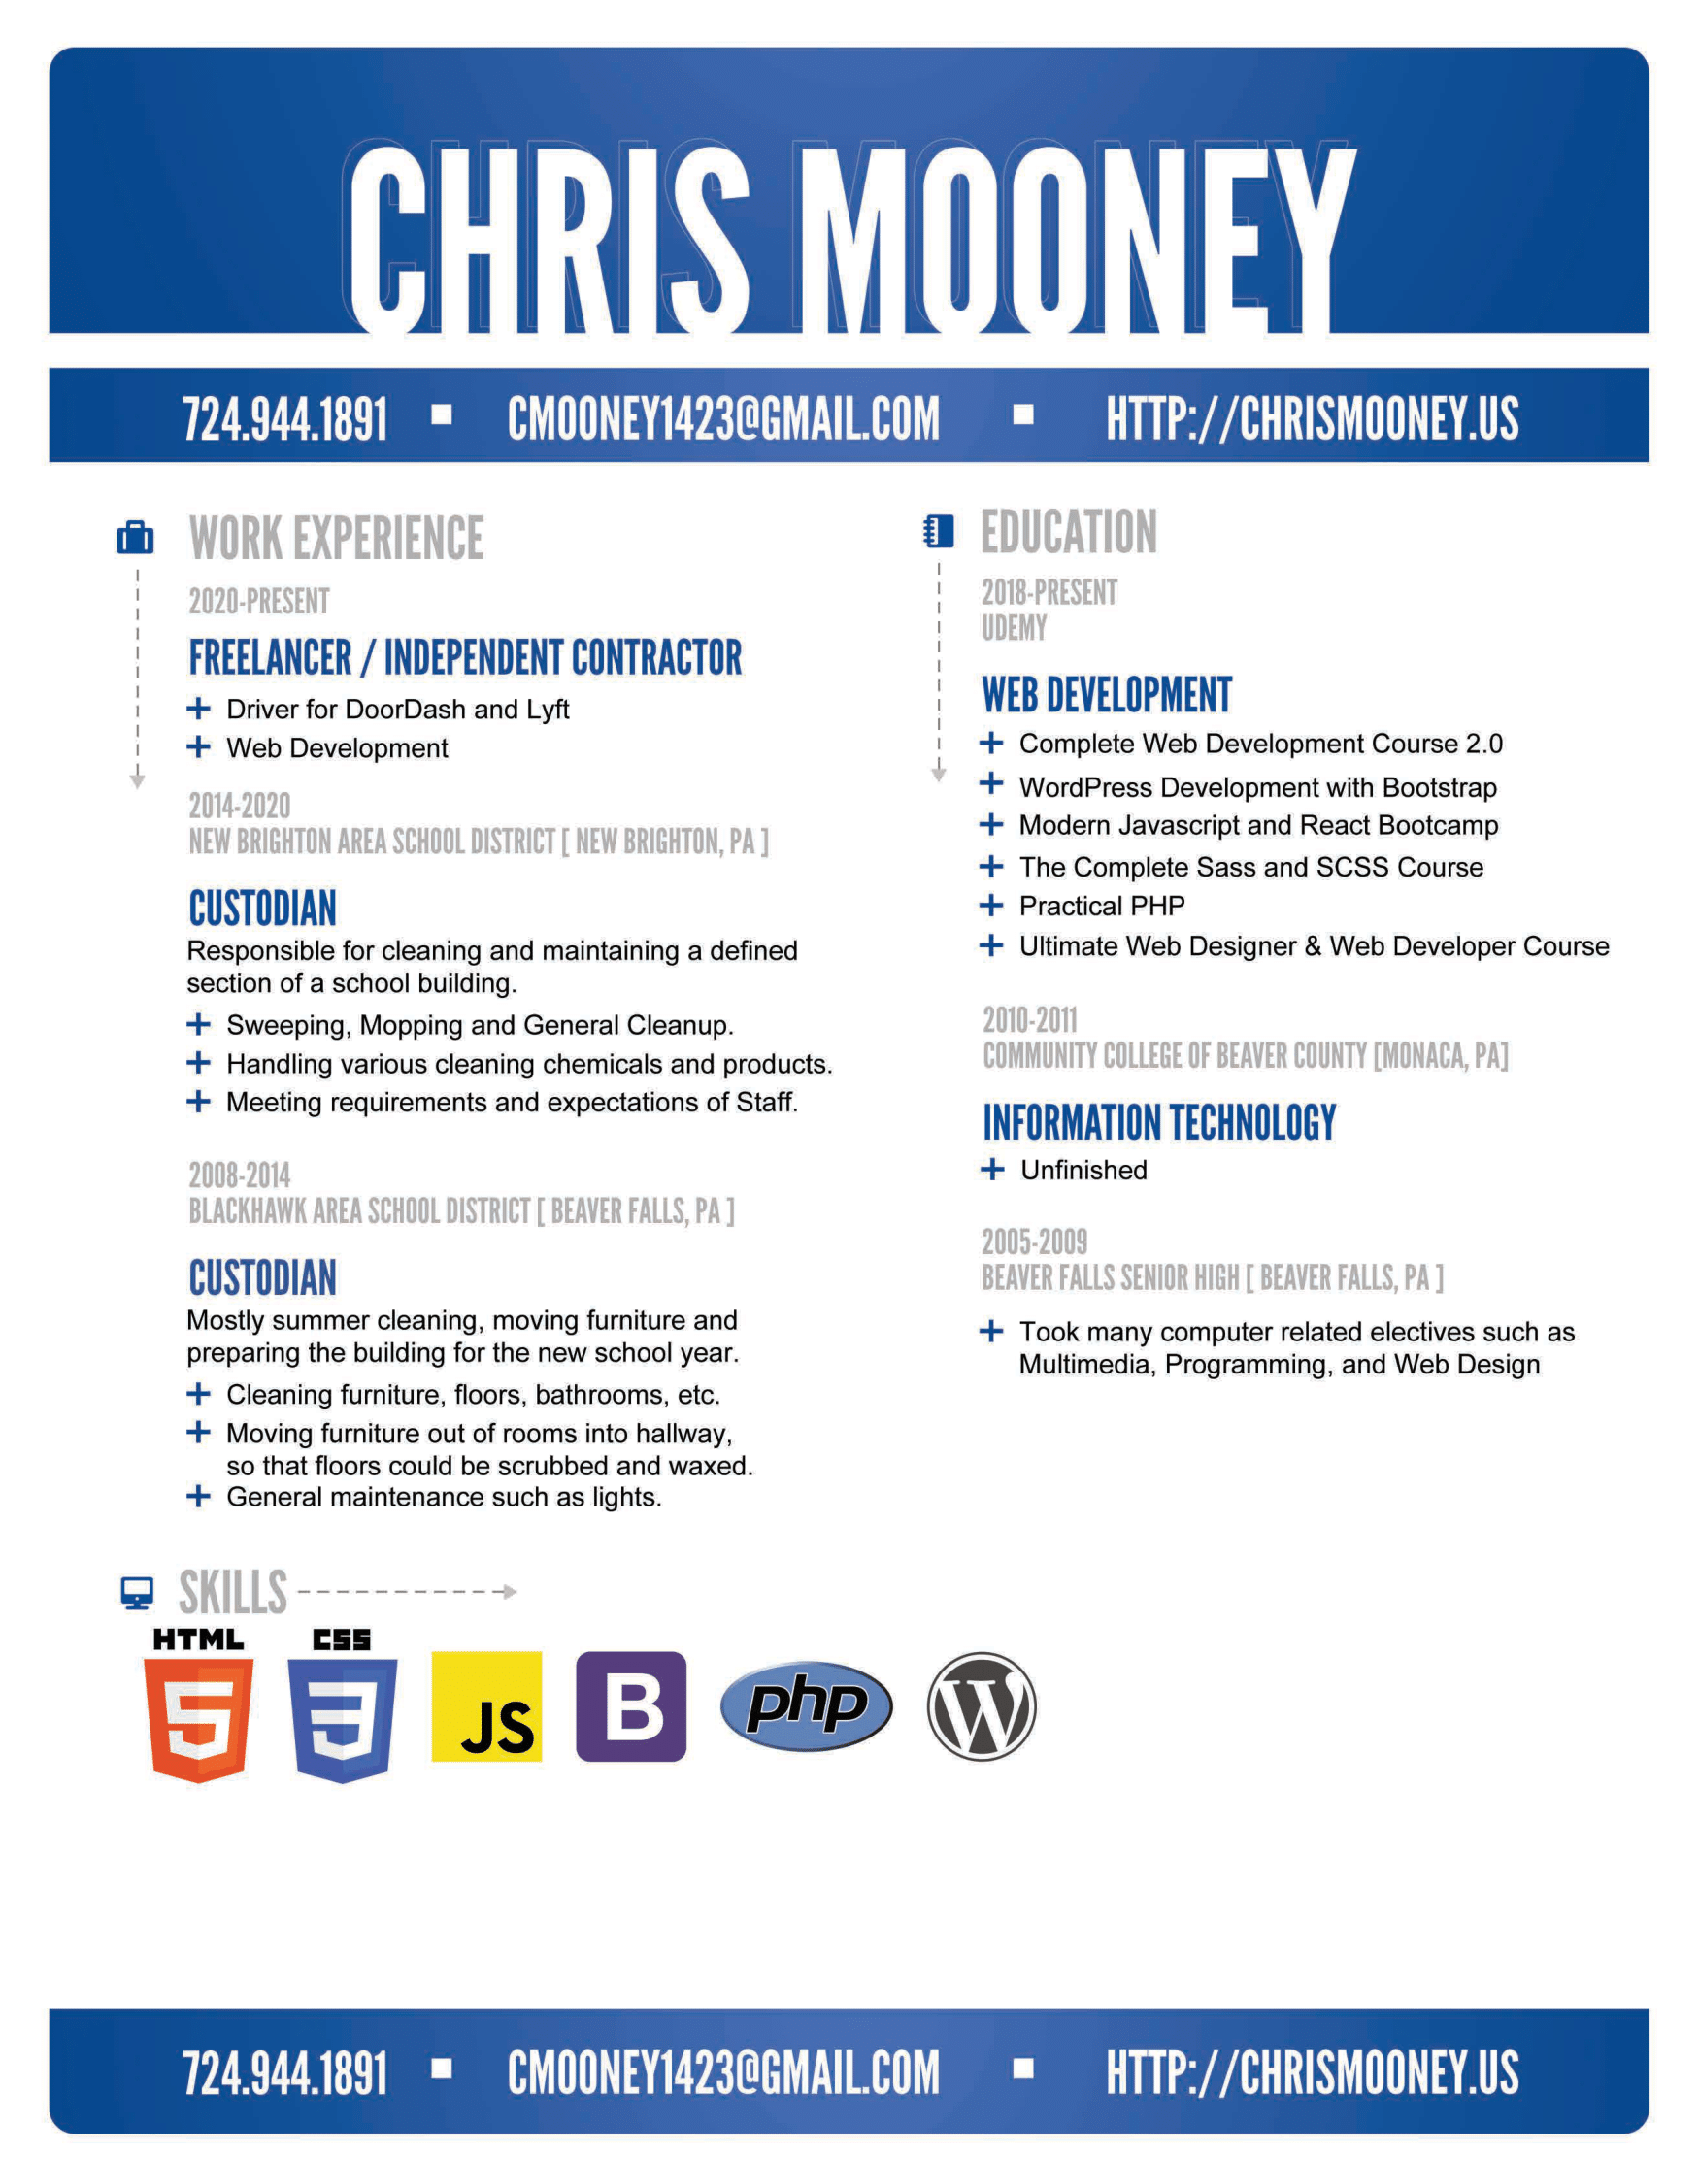 CHRIS MOONEY
724.944.1891 ▪ CMOONEY1423@GMAIL.COM ▪ HTTP://CHRISMOONEY.US
WORK EXPERIENCE
2020-PRESENT
FREELANCER / INDEPENDENT CONTRACTOR
+ Driver for DoorDash and Lyft
+ Web Development
2014-2020
NEW BRIGHTON AREA SCHOOL DISTRICT [ NEW BRIGHTON, PA ]
CUSTODIAN
Responsible for cleaning and maintaining a defined
section of a school building.
+ Sweeping, Mopping and General Cleanup.
+ Handling various cleaning chemicals and products.
+ Meeting requirements and expectations of Staff.
2008-2014
BLACKHAWK AREA SCHOOL DISTRICT [ BEAVER FALLS, PA ]
CUSTODIAN
Mostly summer cleaning, moving furniture and
preparing the building for the new school year.
+ Cleaning furniture, floors, bathrooms, etc.
+ Moving furniture out of rooms into hallway,
so that floors could be scrubbed and waxed.
+ General maintenance such as lights.
EDUCATION
2018-PRESENT
UDEMY
WEB DEVELOPMENT
+ Complete Web Development Course 2.0
+ WordPress Development with Bootstrap
+ Modern Javascript and React Bootcamp
+ The Complete Sass and SCSS Course
+ Practical PHP
+ Ultimate Web Designer & Web Developer Course
2010-2011
COMMUNITY COLLEGE OF BEAVER COUNTY [MONACA, PA]
INFORMATION TECHNOLOGY
+ Unfinished
2005-2009
BEAVER FALLS SENIOR HIGH [ BEAVER FALLS, PA ]
+ Took many computer related electives such as
Multimedia, Programming, and Web Design
SKILLS
HTML CSS
5 3 JS B php W
724.944.1891 ▪ CMOONEY1423@GMAIL.COM ▪ HTTP://CHRISMOONEY.US